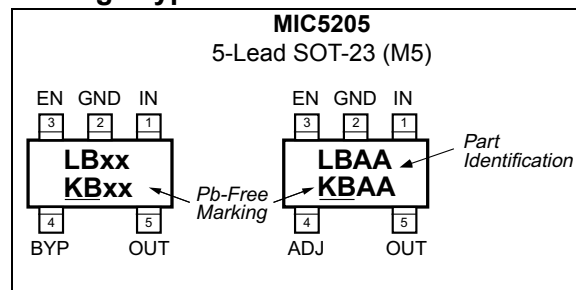 MIC5205
5-Lead SOT-23 (M5)
EN GND IN
3 2 1
LBxx
KBxx
4 5
BYP OUT
Pb-Free
Marking
EN GND IN
3 2 1
LBAA
KBAA
4 5
ADJ OUT
Part
Identification